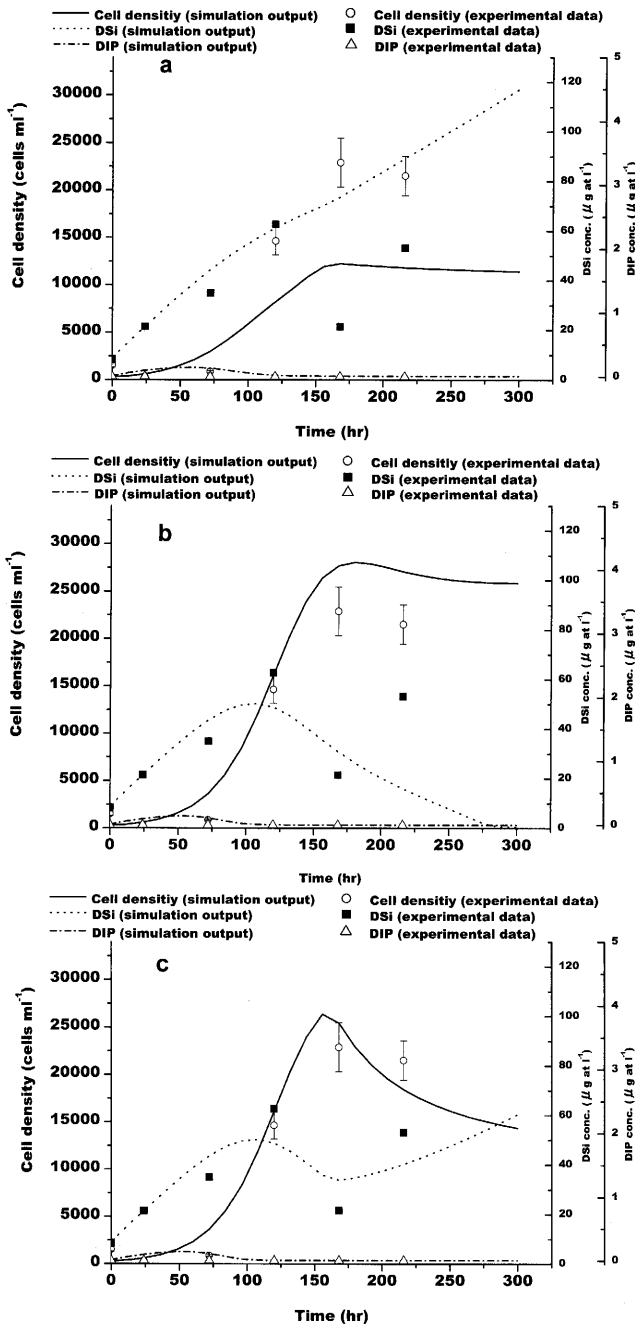 Cell densitiy (simulation output) Cell densitiy (experimental data)
DSi (simulation output) DSi (experimental data)
DIP (simulation output) DIP (experimental data)
a
Cell density (cells ml-1)
30000
25000
20000
15000
10000
5000
0
0 50 100 150 200 250 300
Time (hr)
120
100
80
60
40
20
0
DSi conc. (μg at l-1)
5
4
3
2
1
0
DIP conc. (μg at l-1)
Cell densitiy (simulation output) Cell densitiy (experimental data)
DSi (simulation output) DSi (experimental data)
DIP (simulation output) DIP (experimental data)
b
Cell density (cells ml-1)
30000
25000
20000
15000
10000
5000
0
0 50 100 150 200 250 300
Time (hr)
120
100
80
60
40
20
0
DSi conc. (μg at l-1)
5
4
3
2
1
0
DIP conc. (μg at l-1)
Cell densitiy (simulation output) Cell densitiy (experimental data)
DSi (simulation output) DSi (experimental data)
DIP (simulation output) DIP (experimental data)
c
Cell density (cells ml-1)
30000
25000
20000
15000
10000
5000
0
0 50 100 150 200 250 300
Time (hr)
120
100
80
60
40
20
0
DSi conc. (μg at l-1)
5
4
3
2
1
0
DIP conc. (μg at l-1)